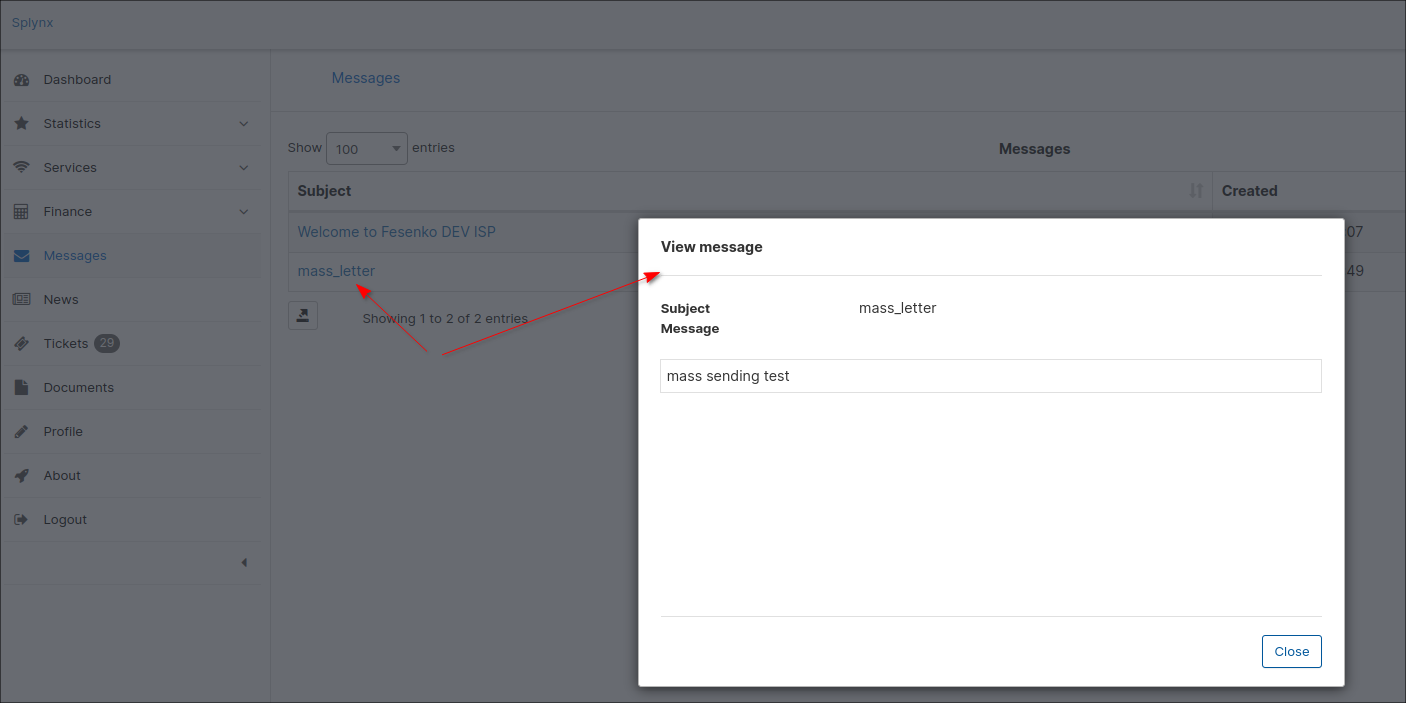 Splynx
Dashboard
Statistics
Services
Finance
Messages
News
Tickets 29
Documents
Profile
About
Logout
Messages
Show 100 entries
Messages
Subject Created
Welcome to Fesenko DEV ISP 07
mass_letter 49
Showing 1 to 2 of 2 entries
View message
Subject mass_letter
Message
mass sending test
Close